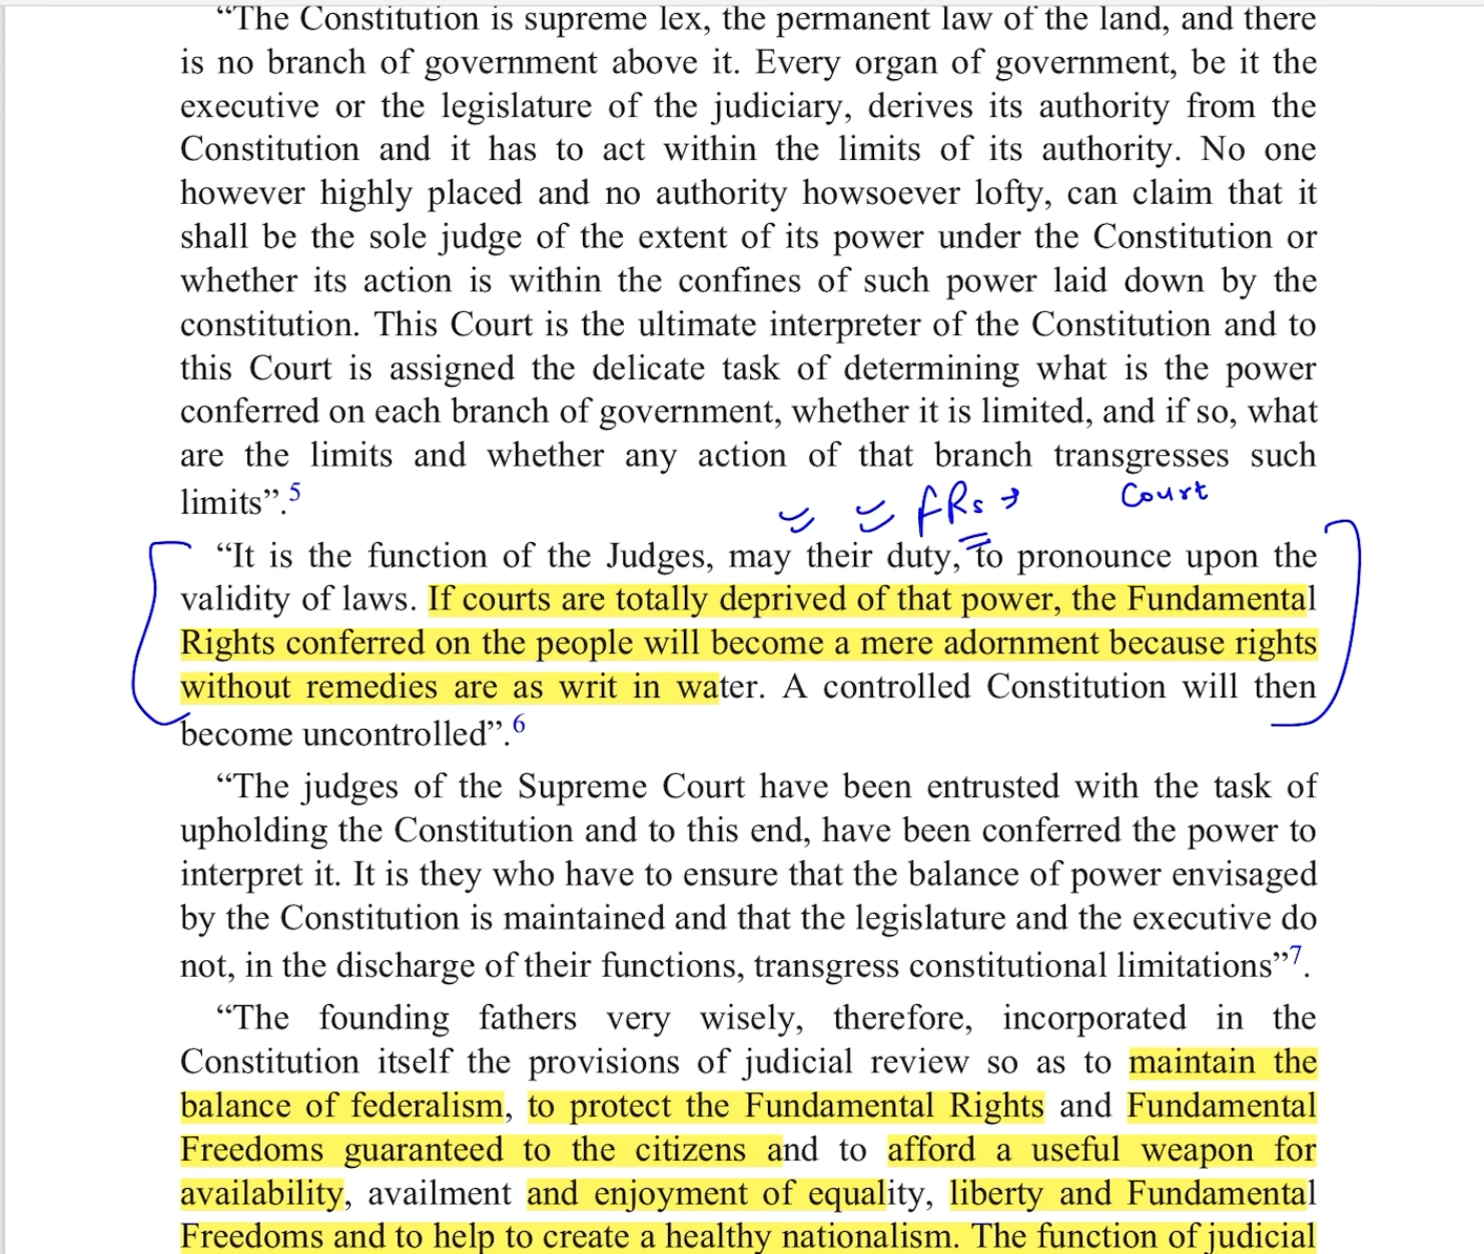 “The Constitution is supreme lex, the permanent law of the land, and there
is no branch of government above it. Every organ of government, be it the
executive or the legislature of the judiciary, derives its authority from the
Constitution and it has to act within the limits of its authority. No one
however highly placed and no authority howsoever lofty, can claim that it
shall be the sole judge of the extent of its power under the Constitution or
whether its action is within the confines of such power laid down by the
constitution. This Court is the ultimate interpreter of the Constitution and to
this Court is assigned the delicate task of determining what is the power
conferred on each branch of government, whether it is limited, and if so, what
are the limits and whether any action of that branch transgresses such
limits”.5
FRs → Court
“It is the function of the Judges, may their duty, to pronounce upon the
validity of laws. If courts are totally deprived of that power, the Fundamental
Rights conferred on the people will become a mere adornment because rights
without remedies are as writ in water. A controlled Constitution will then
become uncontrolled”.6
“The judges of the Supreme Court have been entrusted with the task of
upholding the Constitution and to this end, have been conferred the power to
interpret it. It is they who have to ensure that the balance of power envisaged
by the Constitution is maintained and that the legislature and the executive do
not, in the discharge of their functions, transgress constitutional limitations”7.
“The founding fathers very wisely, therefore, incorporated in the
Constitution itself the provisions of judicial review so as to maintain the
balance of federalism, to protect the Fundamental Rights and Fundamental
Freedoms guaranteed to the citizens and to afford a useful weapon for
availability, availment and enjoyment of equality, liberty and Fundamental
Freedoms and to help to create a healthy nationalism. The function of judicial